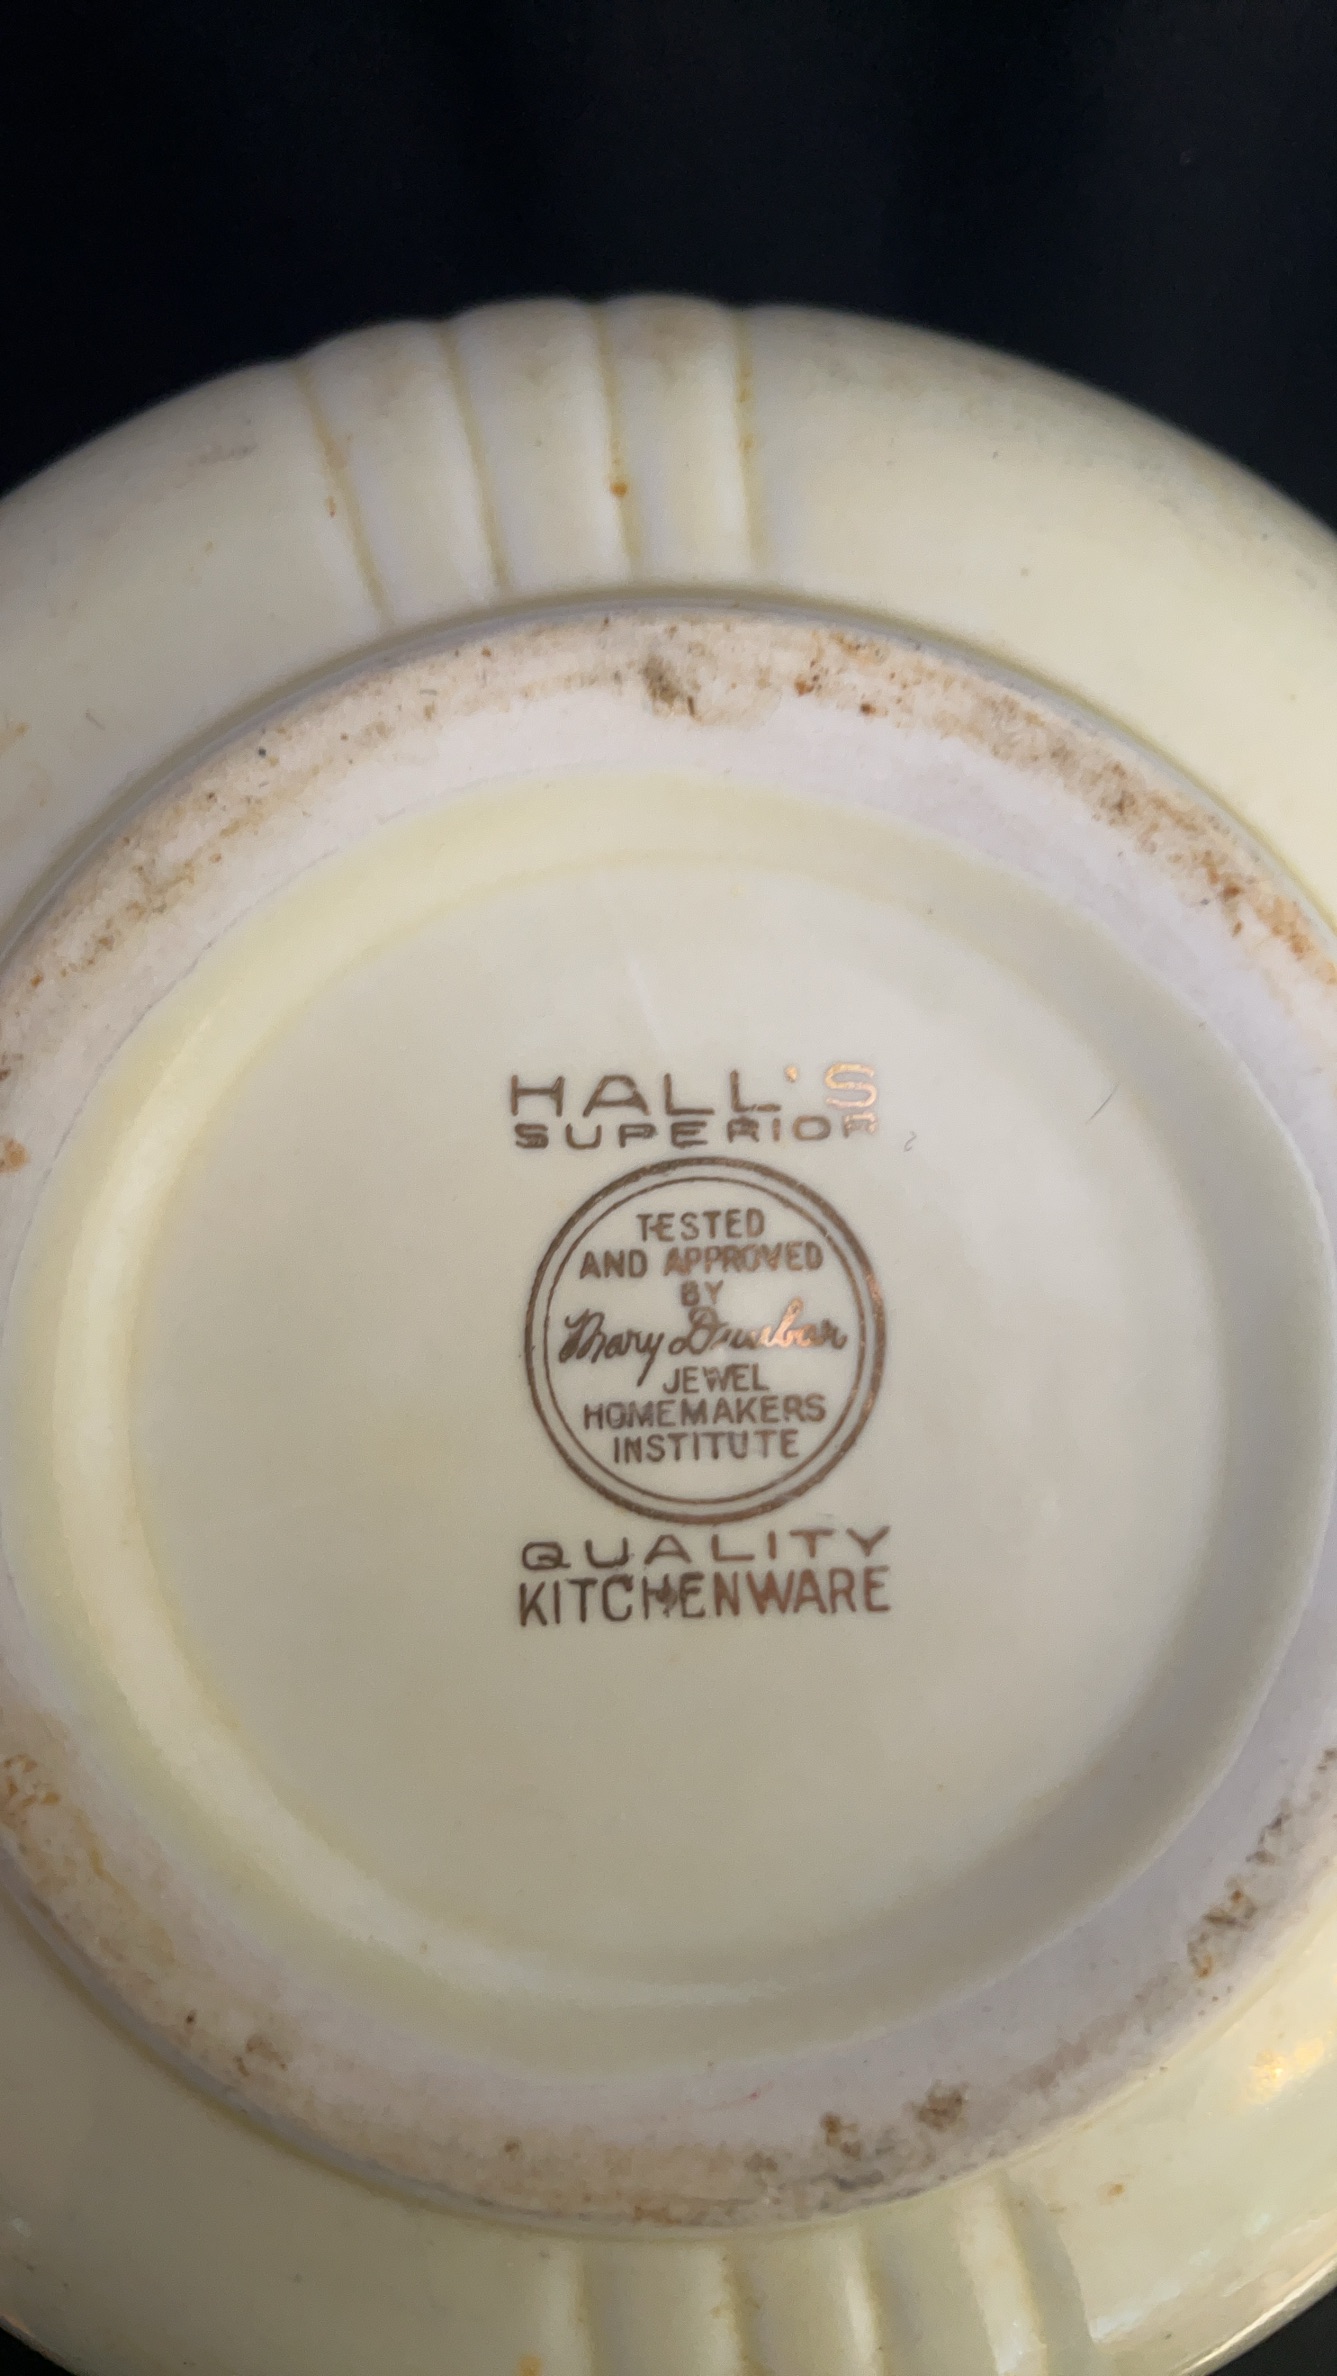 HALL'S
SUPERIOR
TESTED
AND APPROVED
BY
Mary Dunbar
JEWEL
HOMEMAKERS
INSTITUTE
QUALITY
KITCHENWARE